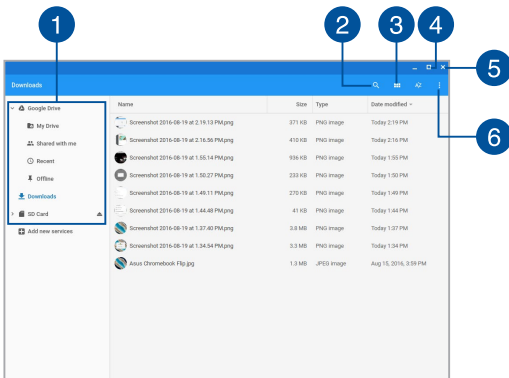 1
2
3
4
5
6
Downloads
AZ
Google Drive
My Drive
Shared with me
Recent
Offline
Downloads
SD Card
Add new services
Name Size Type Date modified
Screenshot 2016-08-19 at 2.19.13 PM.png 371 KB PNG image Today 2:19 PM
Screenshot 2016-08-19 at 2.16.56 PM.png 410 KB PNG image Today 2:16 PM
Screenshot 2016-08-19 at 1.55.14 PM.png 936 KB PNG image Today 1:55 PM
Screenshot 2016-08-19 at 1.50.27 PM.png 233 KB PNG image Today 1:50 PM
Screenshot 2016-08-19 at 1.49.11 PM.png 270 KB PNG image Today 1:49 PM
Screenshot 2016-08-19 at 1.44.48 PM.png 41 KB PNG image Today 1:44 PM
Screenshot 2016-08-19 at 1.37.40 PM.png 3.8 MB PNG image Today 1:37 PM
Screenshot 2016-08-19 at 1.34.54 PM.png 3.3 MB PNG image Today 1:34 PM
Asus Chromebook Flip.jpg 1.3 MB JPEG image Aug 15, 2016, 3:59 PM